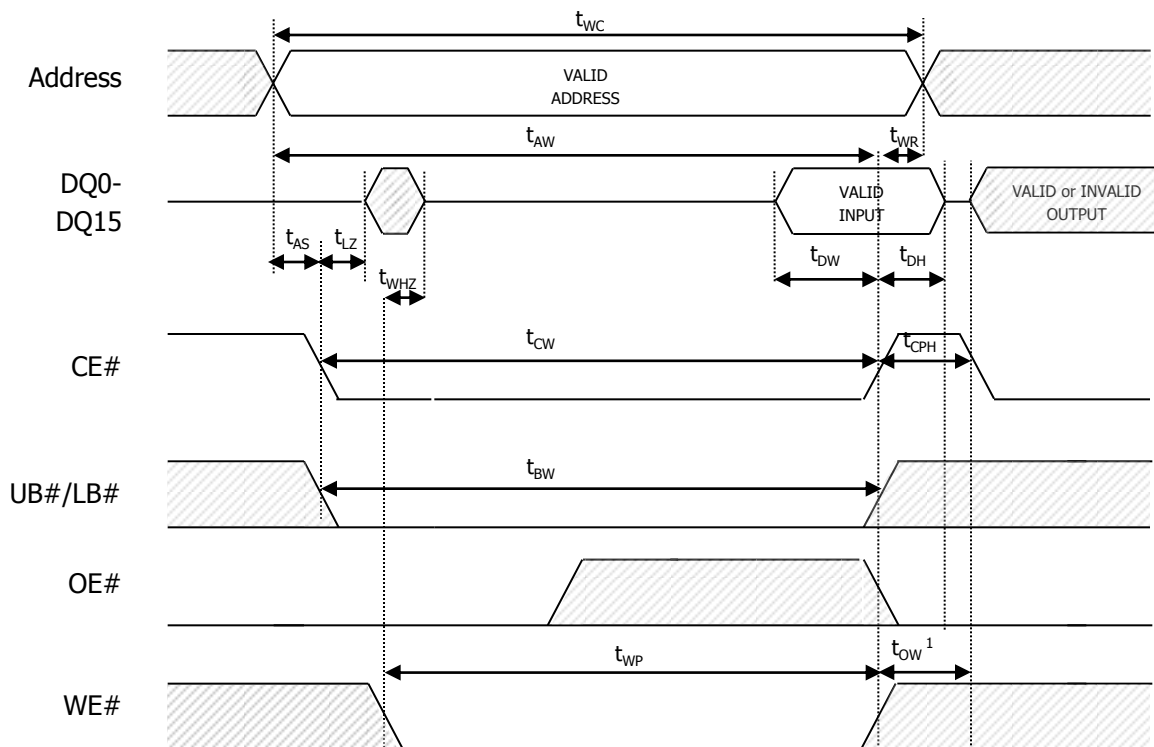 tWC
Address
VALID
ADDRESS
tAW
tWR
DQ0-
DQ15
VALID
INPUT
VALID or INVALID
OUTPUT
tAS
tLZ
tWHZ
tDW
tDH
CE#
tCW
tCPH
UB#/LB#
tBW
OE#
tWP
tOW 1
WE#